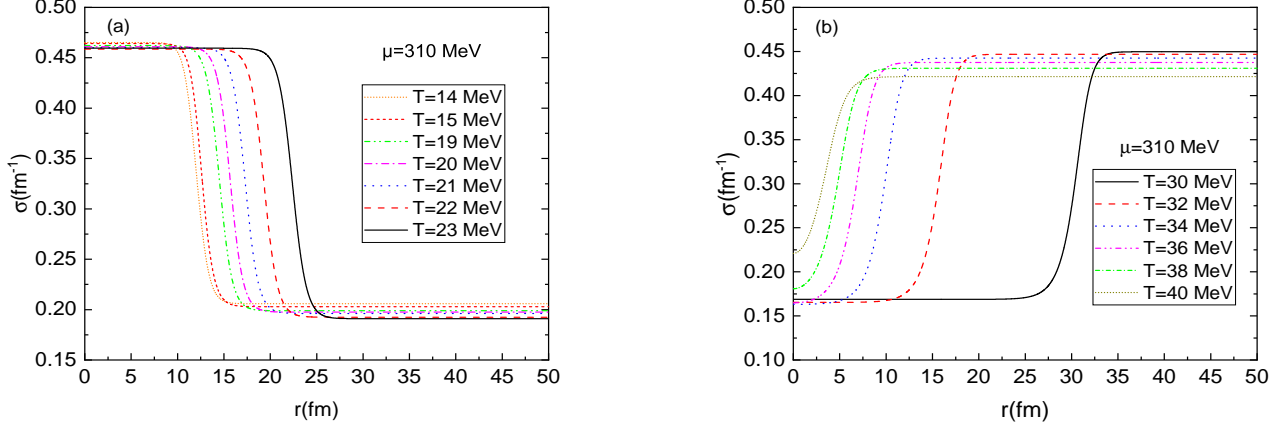 (a)
μ=310 MeV
T=14 MeV
T=15 MeV
T=19 MeV
T=20 MeV
T=21 MeV
T=22 MeV
T=23 MeV
0.50
0.45
0.40
0.35
0.30
0.25
0.20
0.15
σ(fm⁻¹)
0 5 10 15 20 25 30 35 40 45 50
r(fm)
(b)
μ=310 MeV
T=30 MeV
T=32 MeV
T=34 MeV
T=36 MeV
T=38 MeV
T=40 MeV
0.50
0.45
0.40
0.35
0.30
0.25
0.20
0.15
0.10
σ(fm⁻¹)
0 5 10 15 20 25 30 35 40 45 50
r(fm)